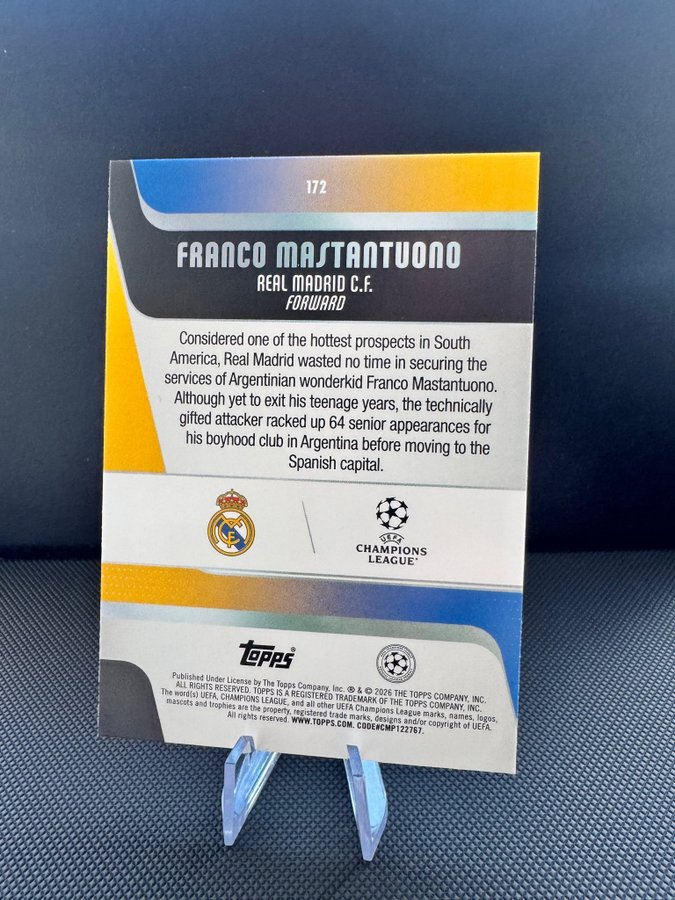 172
FRANCO MASTANTUONO
REAL MADRID C.F.
FORWARD
Considered one of the hottest prospects in South
America, Real Madrid wasted no time in securing the
services of Argentinian wonderkid Franco Mastantuono.
Although yet to exit his teenage years, the technically
gifted attacker racked up 64 senior appearances for
his boyhood club in Argentina before moving to the
Spanish capital.
UEFA
CHAMPIONS
LEAGUE
topps
Published Under License by The Topps Company, Inc. ® & © 2026 THE TOPPS COMPANY, INC.
ALL RIGHTS RESERVED. TOPPS IS A REGISTERED TRADEMARK OF THE TOPPS COMPANY, INC.
The word(s) UEFA, CHAMPIONS LEAGUE, and all other UEFA Champions League marks, names, logos,
mascots and trophies are the property, registered trade marks, designs and/or copyright of UEFA.
All rights reserved. WWW.TOPPS.COM. CODE#CMP122767.